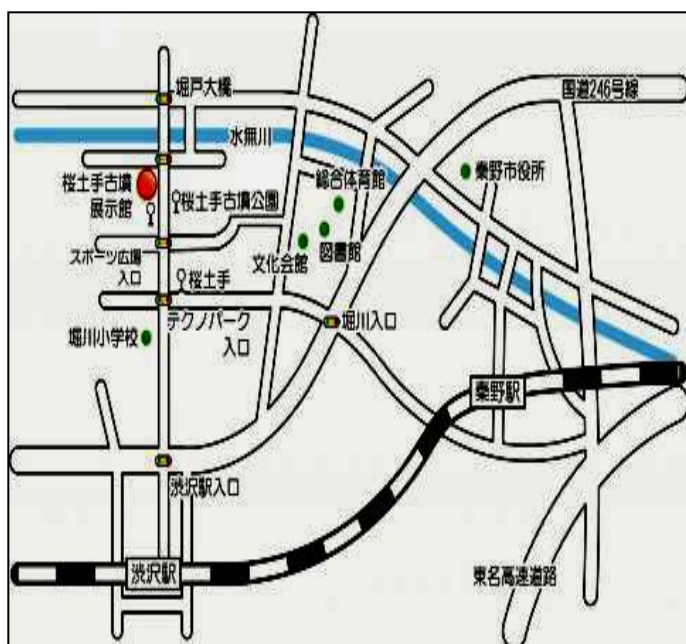 堀戸大橋
国道246号線
水無川
桜土手古墳
展示館
桜土手古墳公園
総合体育館
秦野市役所
図書館
文化会館
スポーツ広場
入口
桜土手
テクノパーク
入口
堀川入口
堀川小学校
秦野駅
渋沢駅入口
渋沢駅
東名高速道路